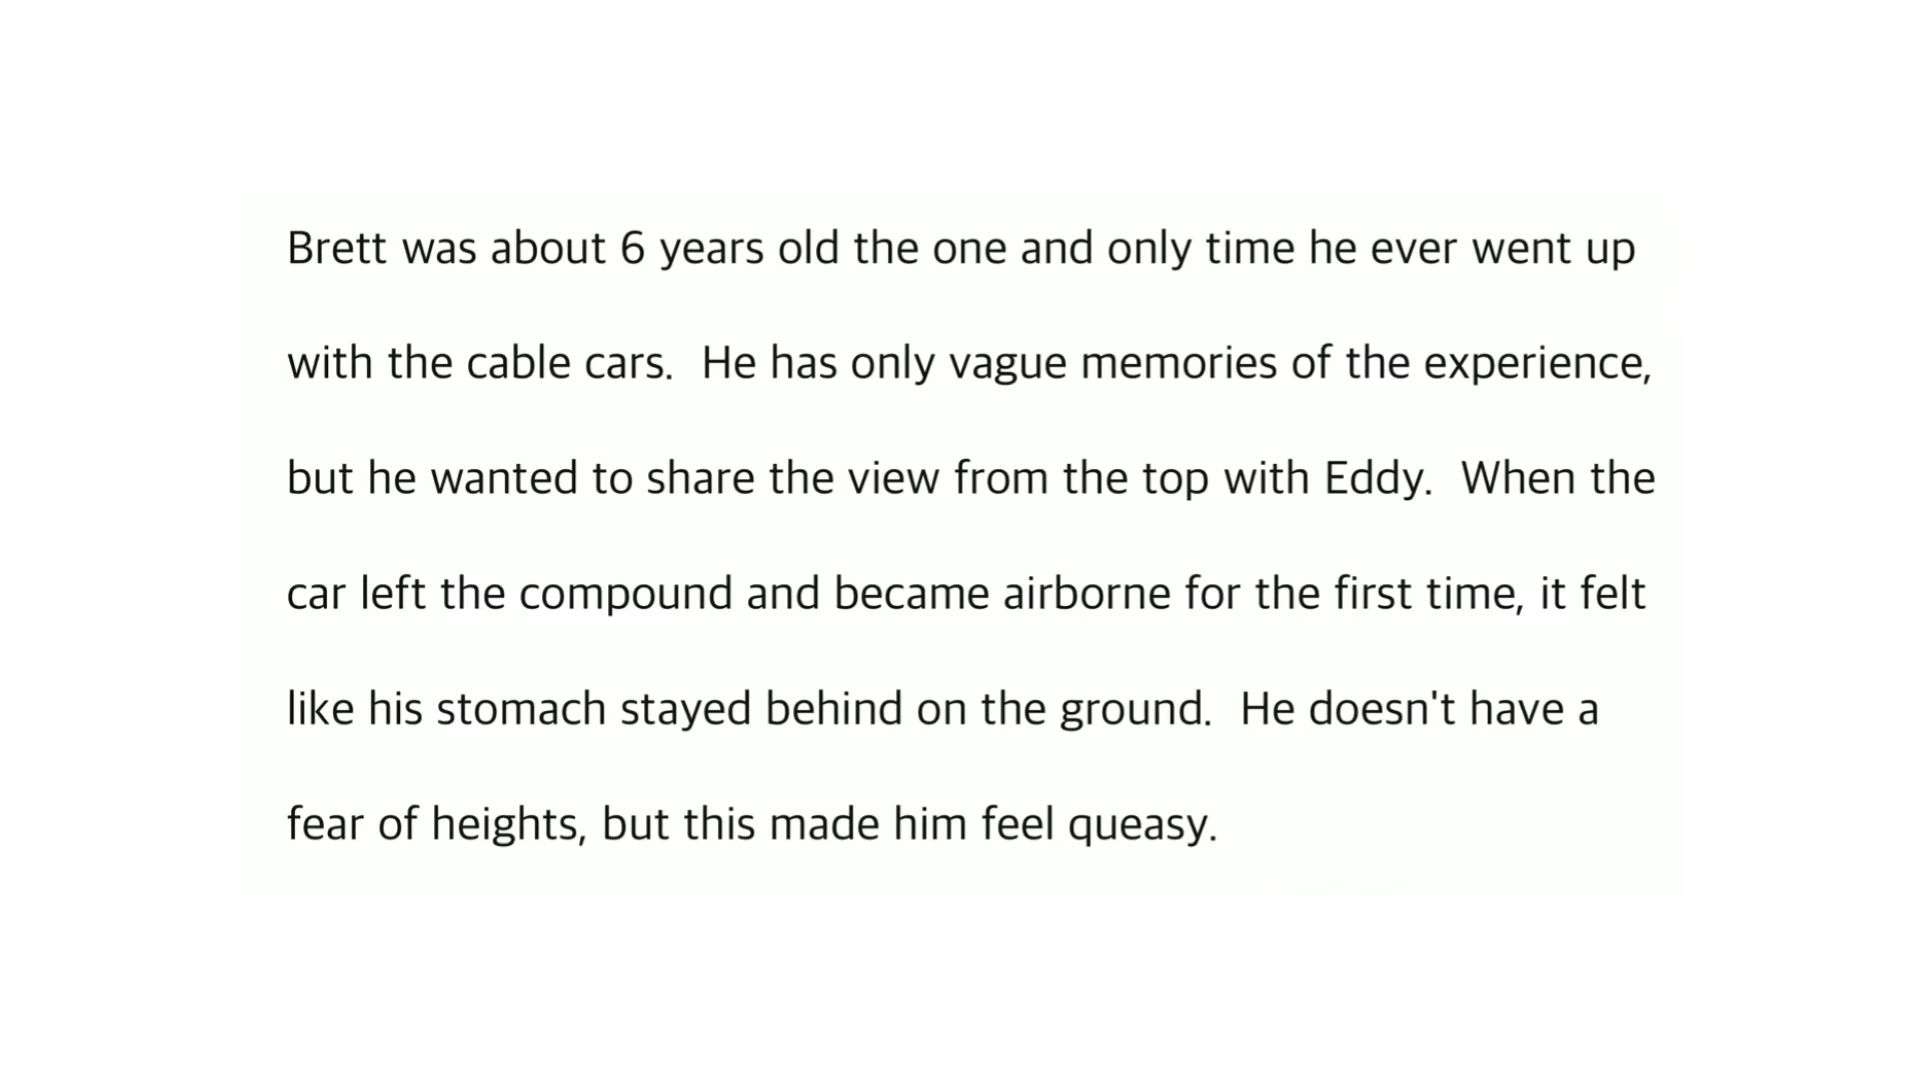 Brett was about 6 years old the one and only time he ever went up
with the cable cars.  He has only vague memories of the experience,
but he wanted to share the view from the top with Eddy.  When the
car left the compound and became airborne for the first time, it felt
like his stomach stayed behind on the ground.  He doesn't have a
fear of heights, but this made him feel queasy.